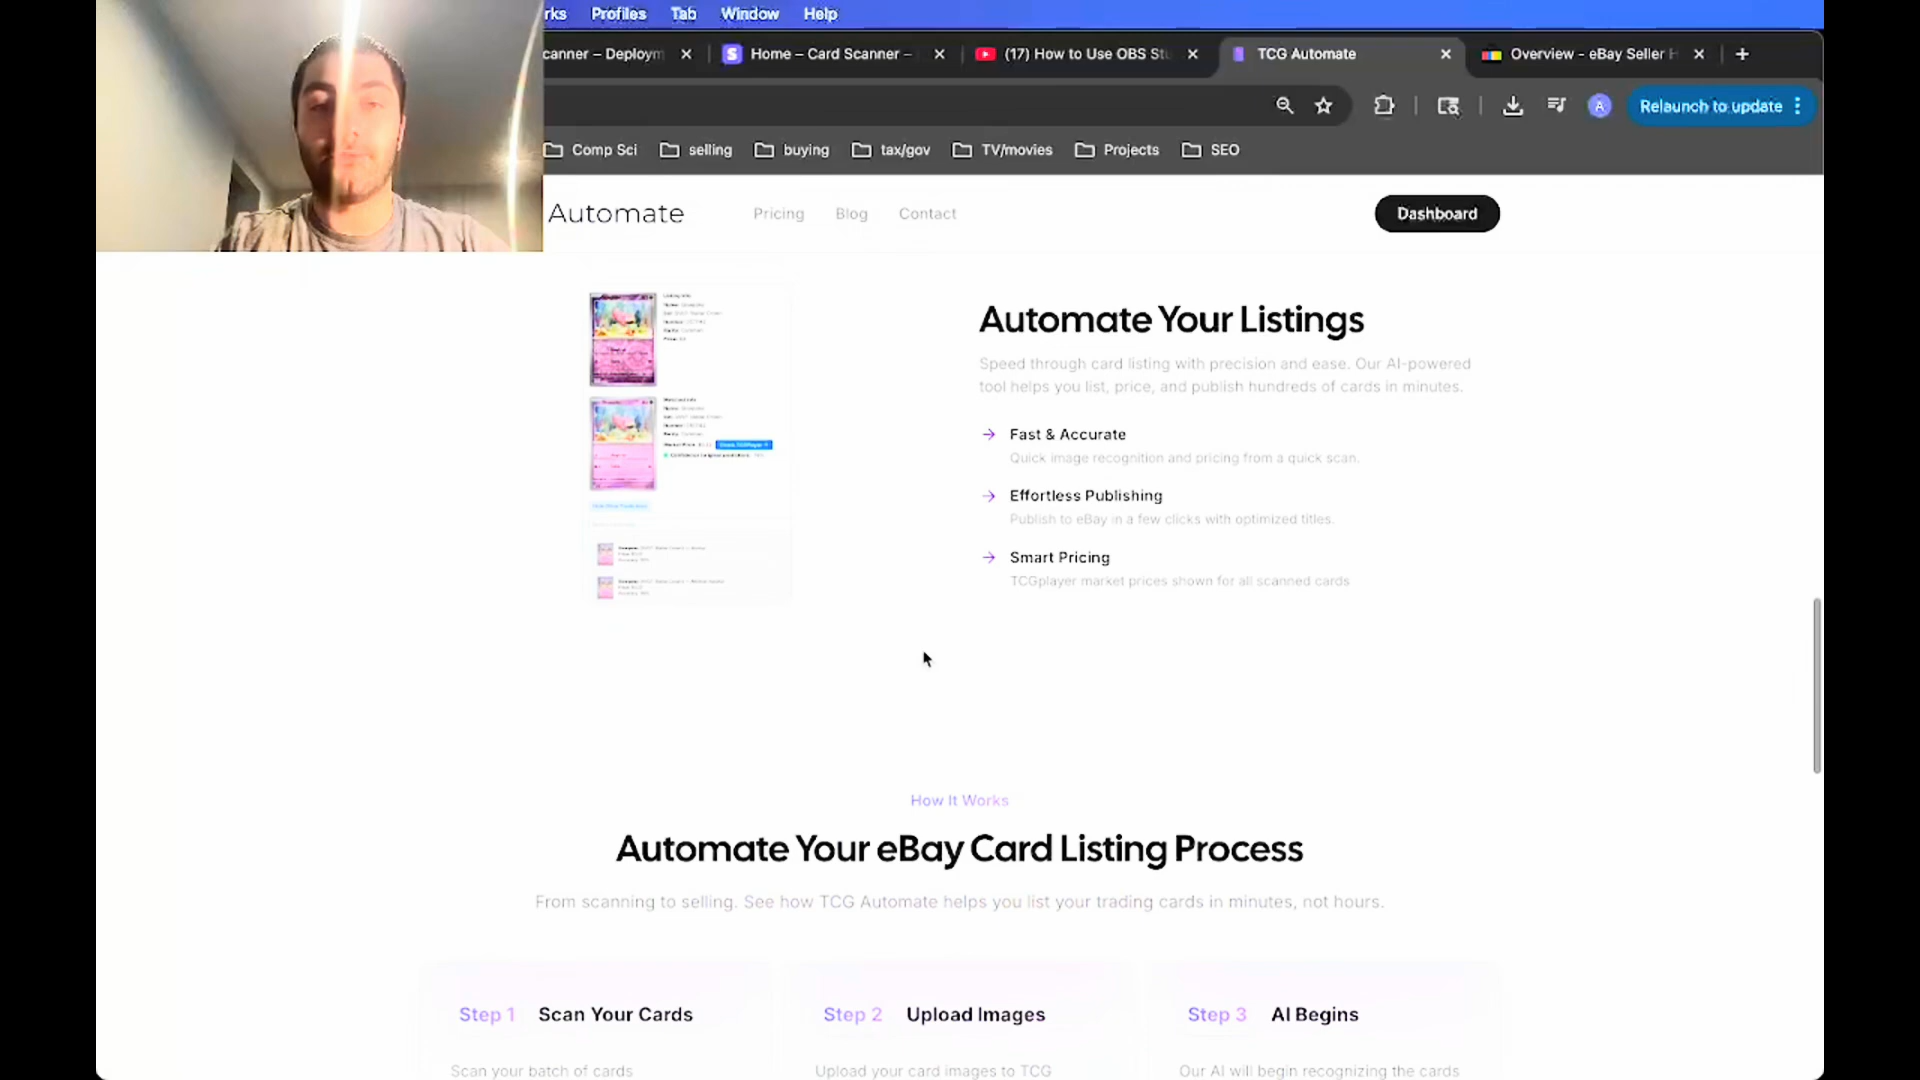 rks Profiles Tab Window Help
canner – Deploym
Home – Card Scanner –
(17) How to Use OBS Stu
TCG Automate
Overview - eBay Seller H
A
Relaunch to update
Comp Sci selling buying tax/gov TV/movies Projects SEO
Automate
Pricing
Blog
Contact
Dashboard
Automate Your Listings
Speed through card listing with precision and ease. Our AI-powered
tool helps you list, price, and publish hundreds of cards in minutes.
Fast & Accurate
Quick image recognition and pricing from a quick scan.
Effortless Publishing
Publish to eBay in a few clicks with optimized titles.
Smart Pricing
TCGplayer market prices shown for all scanned cards
How It Works
Automate Your eBay Card Listing Process
From scanning to selling. See how TCG Automate helps you list your trading cards in minutes, not hours.
Step 1 Scan Your Cards
Scan your batch of cards
Step 2 Upload Images
Upload your card images to TCG
Step 3 AI Begins
Our AI will begin recognizing the cards